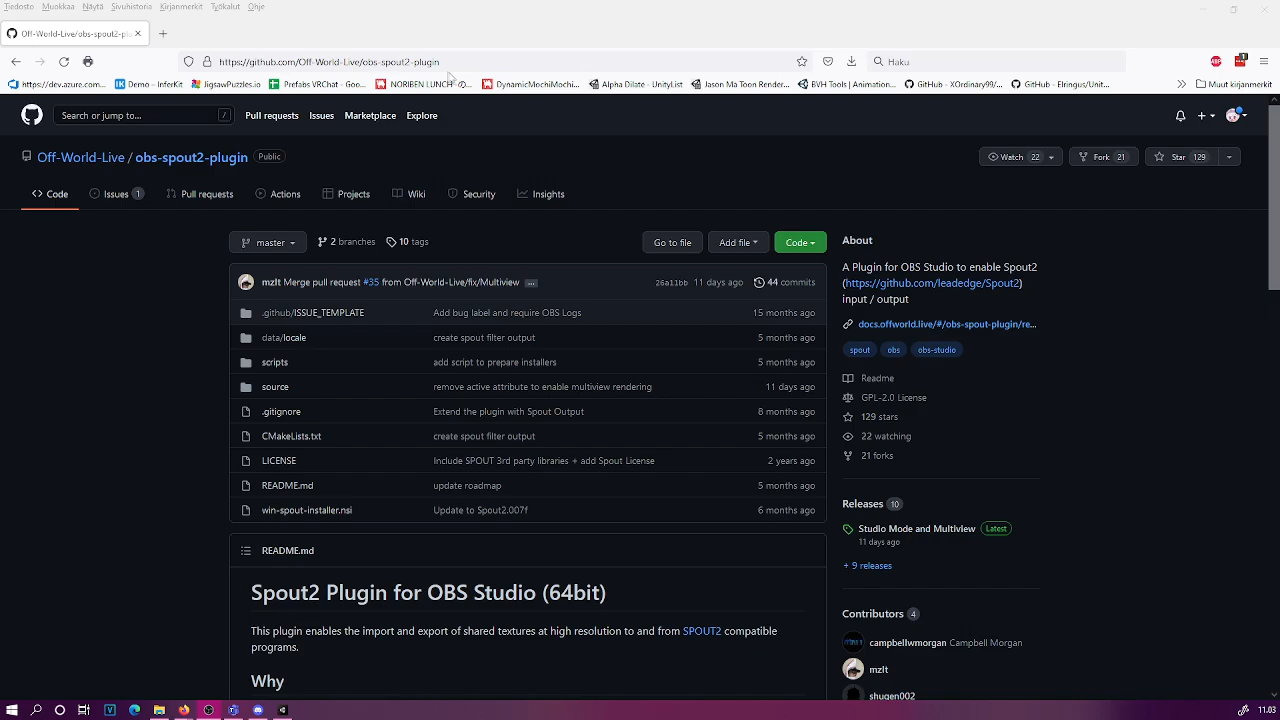 Tiedosto Muokkaa Näytä Sivuhistoria Kirjanmerkit Työkalut Ohje
Off-World-Live/obs-spout2-plu
https://github.com/Off-World-Live/obs-spout2-plugin
Haku
https://dev.azure.com... Demo - InferKit JigsawPuzzles.io Prefabs VRChat - Goo... NORIBEN LUNCH DynamicMochiMochi... Alpha Dilate - UnityList Jason Ma Toon Render... BVH Tools | Animation... GitHub - XOrdinary99/... GitHub - Elringus/Unit... Muut kirjanmerkit
Search or jump to... /
Pull requests Issues Marketplace Explore
Off-World-Live / obs-spout2-plugin Public
Watch 22 Fork 21 Star 129
Code Issues 1 Pull requests Actions Projects Wiki Security Insights
master 2 branches 10 tags Go to file Add file Code
mzlt Merge pull request #35 from Off-World-Live/fix/Multiview ... 26a11bb 11 days ago 44 commits
.github/ISSUE_TEMPLATE Add bug label and require OBS Logs 15 months ago
data/locale create spout filter output 5 months ago
scripts add script to prepare installers 5 months ago
source remove active attribute to enable multiview rendering 11 days ago
.gitignore Extend the plugin with Spout Output 8 months ago
CMakeLists.txt create spout filter output 5 months ago
LICENSE Include SPOUT 3rd party libraries + add Spout License 2 years ago
README.md update roadmap 5 months ago
win-spout-installer.nsi Update to Spout2.007f 6 months ago
README.md
Spout2 Plugin for OBS Studio (64bit)
This plugin enables the import and export of shared textures at high resolution to and from SPOUT2 compatible
programs.
Why
About
A Plugin for OBS Studio to enable Spout2
(https://github.com/leadedge/Spout2)
input / output
docs.offworld.live/#/obs-spout-plugin/re...
spout obs obs-studio
Readme
GPL-2.0 License
129 stars
22 watching
21 forks
Releases 10
Studio Mode and Multiview Latest
11 days ago
+ 9 releases
Contributors 4
campbellwmorgan Campbell Morgan
mzlt
shugen002
11.03